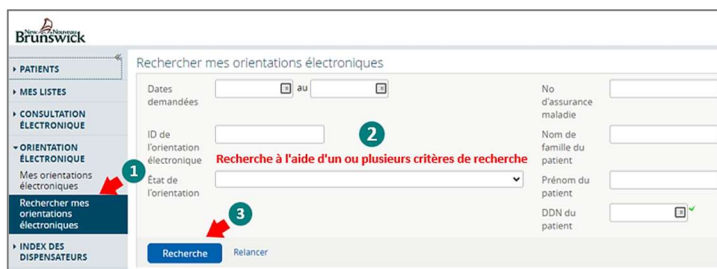 New Nouveau
Brunswick
PATIENTS
MES LISTES
CONSULTATION
ÉLECTRONIQUE
ORIENTATION
ÉLECTRONIQUE
Mes orientations
électroniques
Rechercher mes
orientations
électroniques
INDEX DES
DISPENSATEURS
1
Rechercher mes orientations électroniques
Dates
demandées
au
ID de
l'orientation
électronique
2
Recherche à l'aide d'un ou plusieurs critères de recherche
État de
l'orientation
No
d'assurance
maladie
Nom de
famille du
patient
Prénom du
patient
DDN du
patient
3
Recherche Relancer